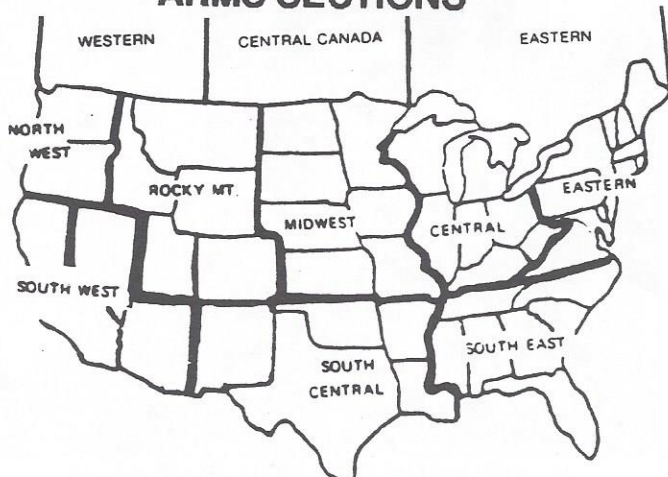 ARMS SECTIONS
WESTERN
CENTRAL CANADA
EASTERN
NORTH
WEST
ROCKY MT.
MIDWEST
CENTRAL
EASTERN
SOUTH WEST
SOUTH
CENTRAL
SOUTH EAST